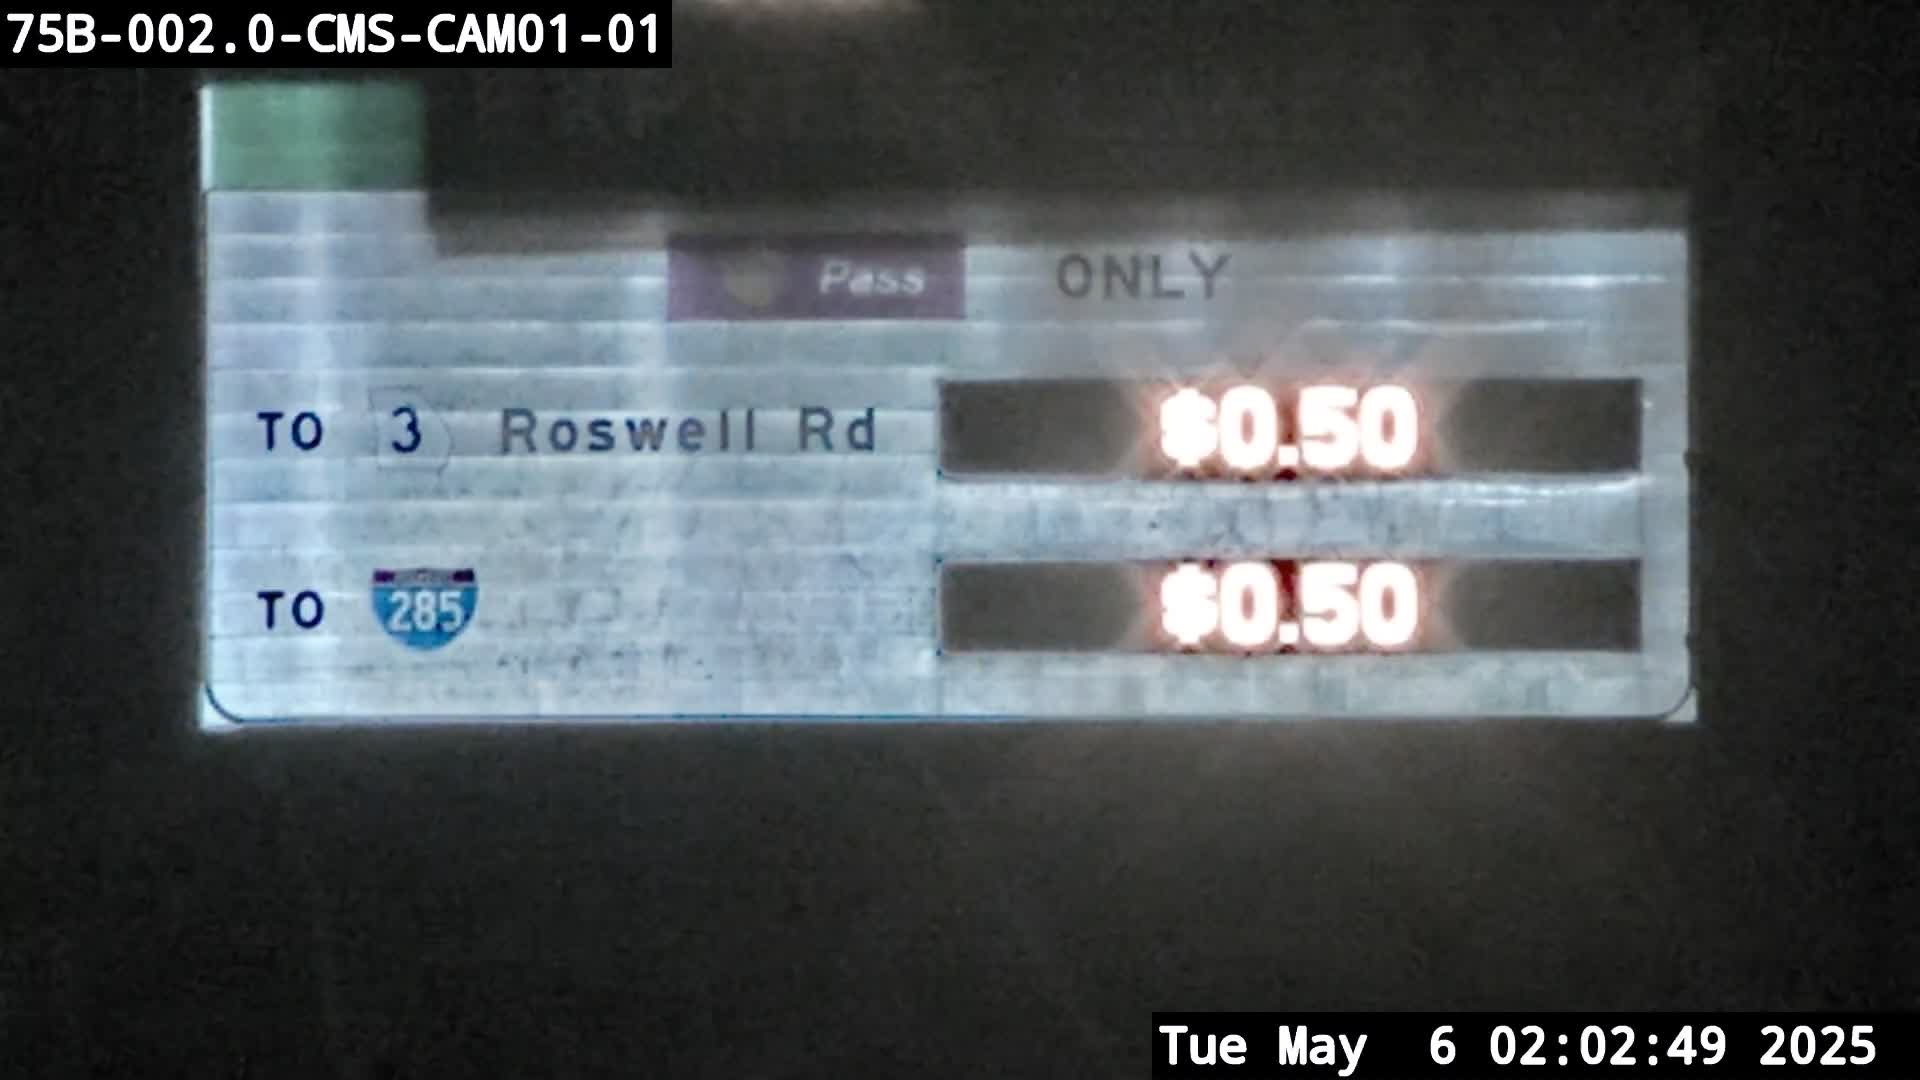 75B-002.0-CMS-CAM01-01
Pass ONLY
TO 3 Roswell Rd $0.50
TO 285 $0.50
Tue May 6 02:02:49 2025